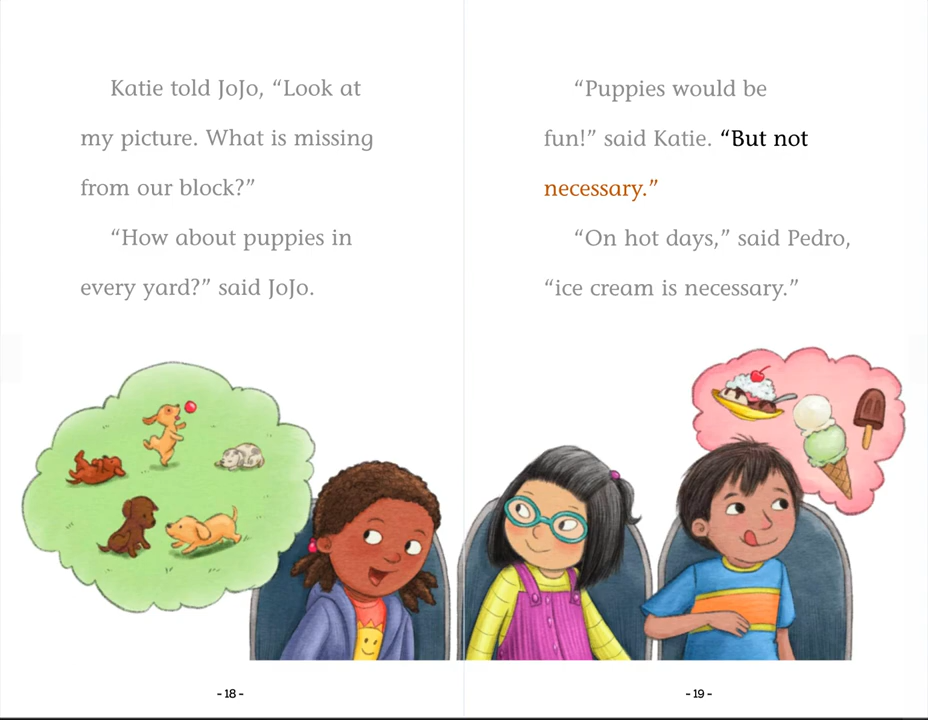 Katie told JoJo, “Look at
my picture. What is missing
from our block?”
“How about puppies in
every yard?” said JoJo.
- 18 -
“Puppies would be
fun!” said Katie. “But not
necessary.”
“On hot days,” said Pedro,
“ice cream is necessary.”
- 19 -